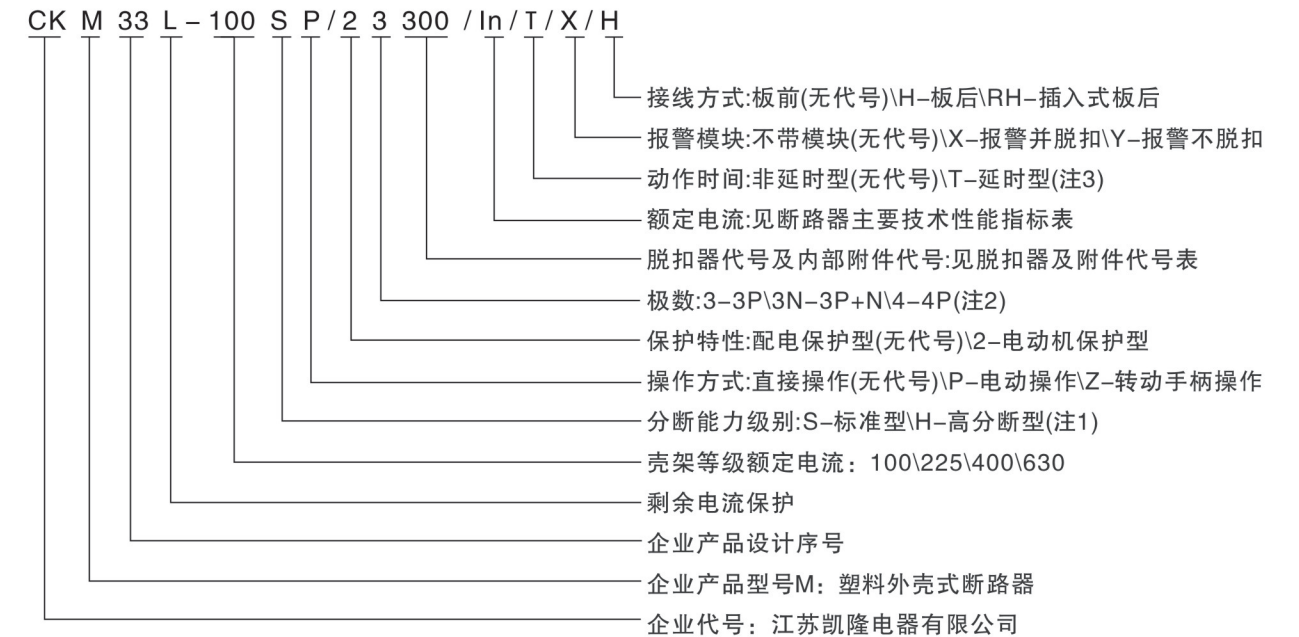 CK M 33 L-100 S P/2 3 300 /In/T/X/H
接线方式:板前(无代号)\H-板后\RH-插入式板后
报警模块:不带模块(无代号)\X-报警并脱扣\Y-报警不脱扣
动作时间:非延时型(无代号)\T-延时型(注3)
额定电流:见断路器主要技术性能指标表
脱扣器代号及内部附件代号:见脱扣器及附件代号表
极数:3-3P\3N-3P+N\4-4P(注2)
保护特性:配电保护型(无代号)\2-电动机保护型
操作方式:直接操作(无代号)\P-电动操作\Z-转动手柄操作
分断能力级别:S-标准型\H-高分断型(注1)
壳架等级额定电流：100\225\400\630
剩余电流保护
企业产品设计序号
企业产品型号M：塑料外壳式断路器
企业代号：江苏凯隆电器有限公司